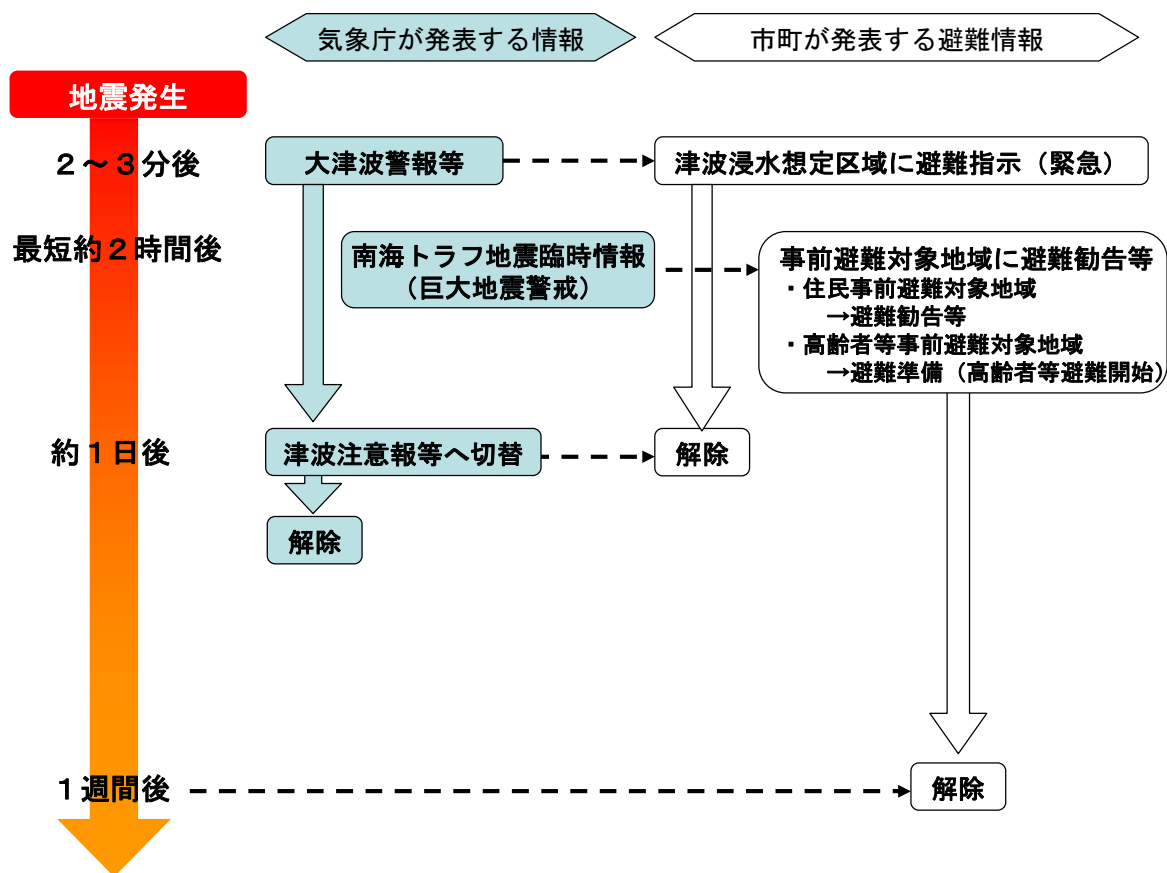 気象庁が発表する情報
市町が発表する避難情報
地震発生
２～３分後
大津波警報等
津波浸水想定区域に避難指示（緊急）
最短約２時間後
南海トラフ地震臨時情報
（巨大地震警戒）
事前避難対象地域に避難勧告等
・住民事前避難対象地域
→避難勧告等
・高齢者等事前避難対象地域
→避難準備（高齢者等避難開始）
約１日後
津波注意報等へ切替
解除
解除
１週間後
解除